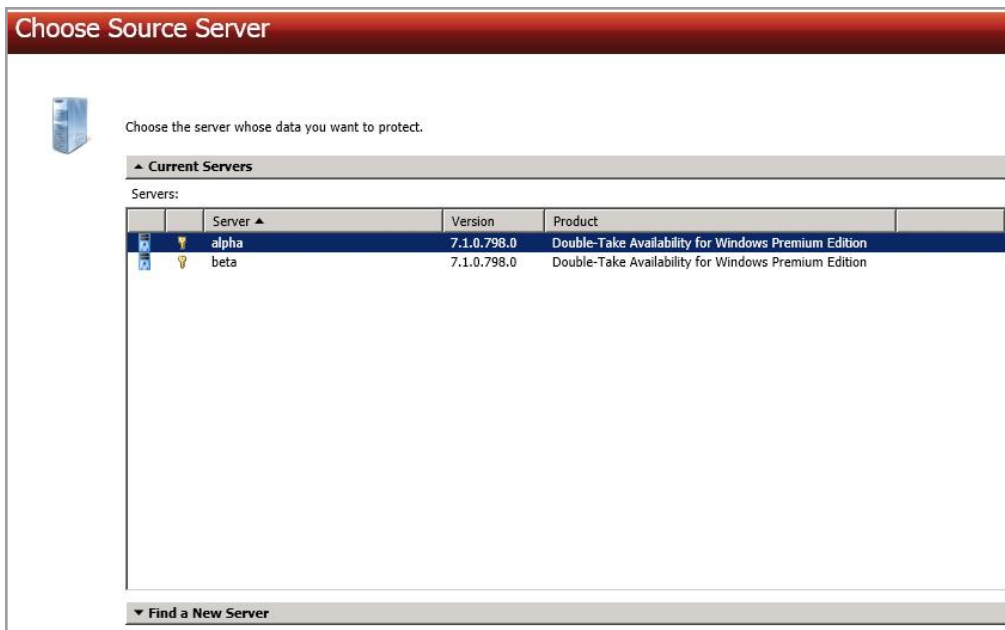 Choose Source Server
Choose the server whose data you want to protect.
Current Servers
Servers:
Server Version Product
alpha 7.1.0.798.0 Double-Take Availability for Windows Premium Edition
beta 7.1.0.798.0 Double-Take Availability for Windows Premium Edition
Find a New Server